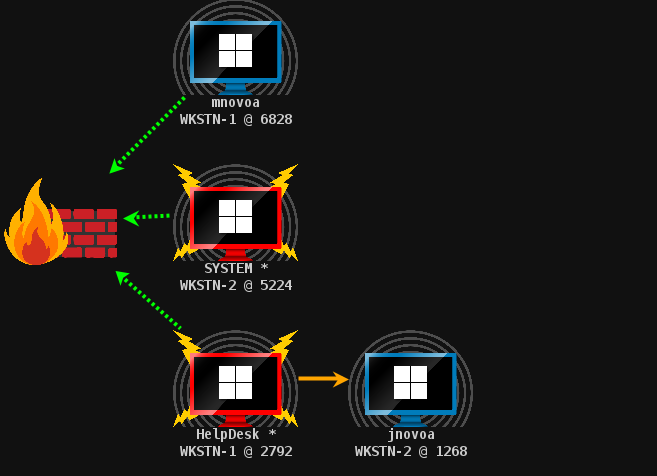 mnovoa
WKSTN-1 @ 6828
SYSTEM *
WKSTN-2 @ 5224
HelpDesk *
WKSTN-1 @ 2792
jnovoa
WKSTN-2 @ 1268